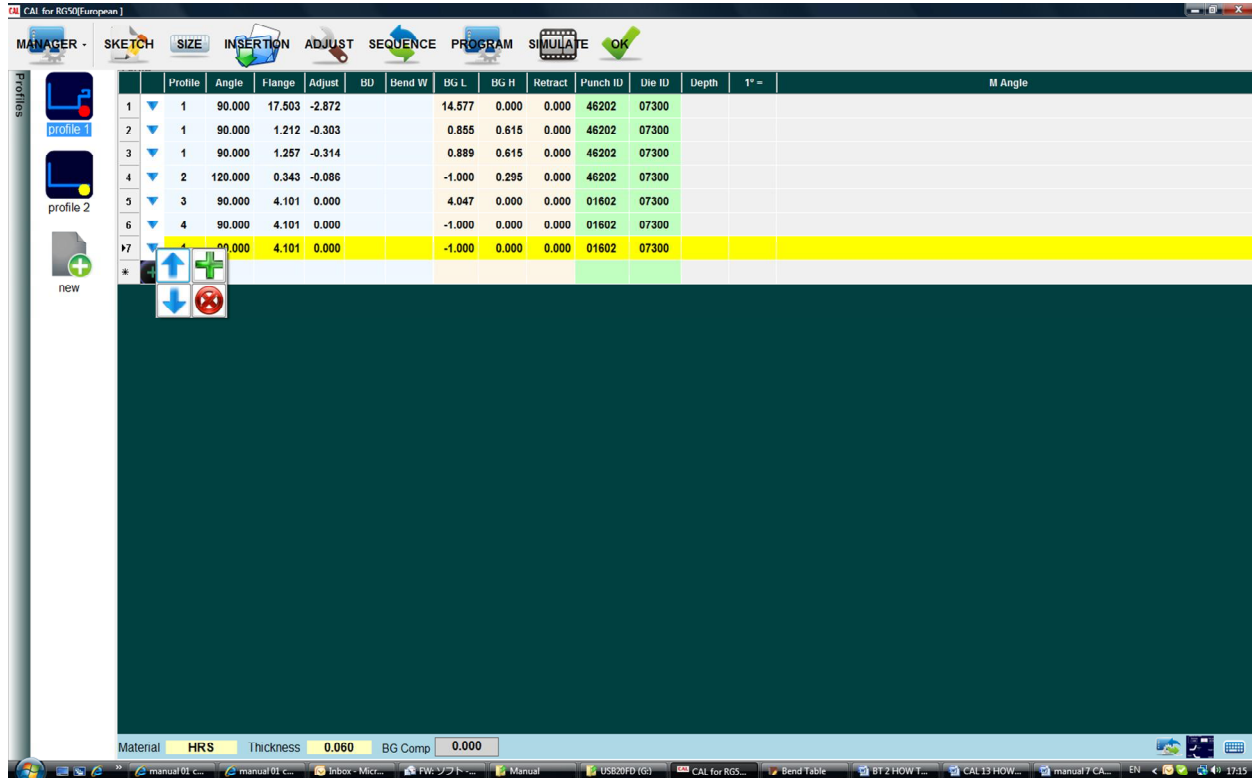 CAL CAL for RG50[European ]
MANAGER SKETCH SIZE INSERTION ADJUST SEQUENCE PROGRAM SIMULATE OK
Profiles
profile 1
profile 2
new
Profile Angle Flange Adjust BD Bend W BG L BG H Retract Punch ID Die ID Depth 1° = M Angle
1 1 90.000 17.503 -2.872 14.577 0.000 0.000 46202 07300
2 1 90.000 1.212 -0.303 0.855 0.615 0.000 46202 07300
3 1 90.000 1.257 -0.314 0.889 0.615 0.000 46202 07300
4 2 120.000 0.343 -0.086 -1.000 0.295 0.000 46202 07300
5 3 90.000 4.101 0.000 4.047 0.000 0.000 01602 07300
6 4 90.000 4.101 0.000 -1.000 0.000 0.000 01602 07300
7 90.000 4.101 0.000 -1.000 0.000 0.000 01602 07300
*
Material HRS Thickness 0.060 BG Comp 0.000
» manual 01 c... manual 01 c... Inbox - Micr... FW: ソフト -... Manual USB20FD (G:) CAL for RG5... Bend Table BT 2 HOW T... CAL 13 HOW... manual 7 CA... EN < 17:15